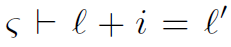 ς ⊢ ℓ + i = ℓ′